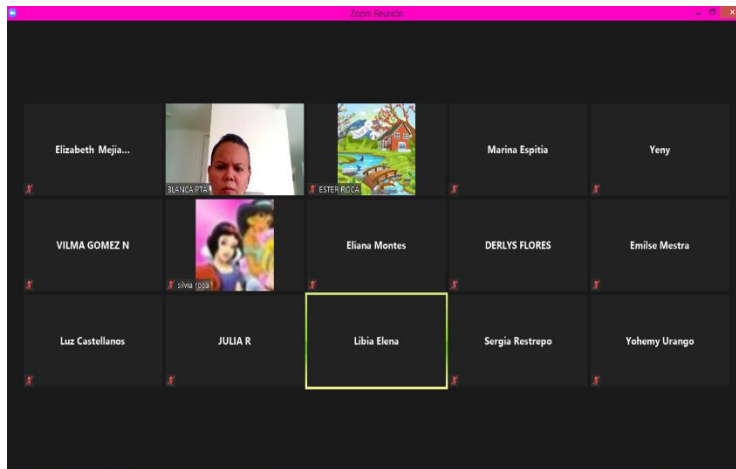 Zoom Reunión
Elizabeth Mejia...
BLANCA PTA
ESTER ROCA
Marina Espitia
Yeny
VILMA GOMEZ N
silvia rosa
Eliana Montes
DERLYS FLORES
Emilse Mestra
Luz Castellanos
JULIA R
Libia Elena
Sergia Restrepo
Yohemy Urango